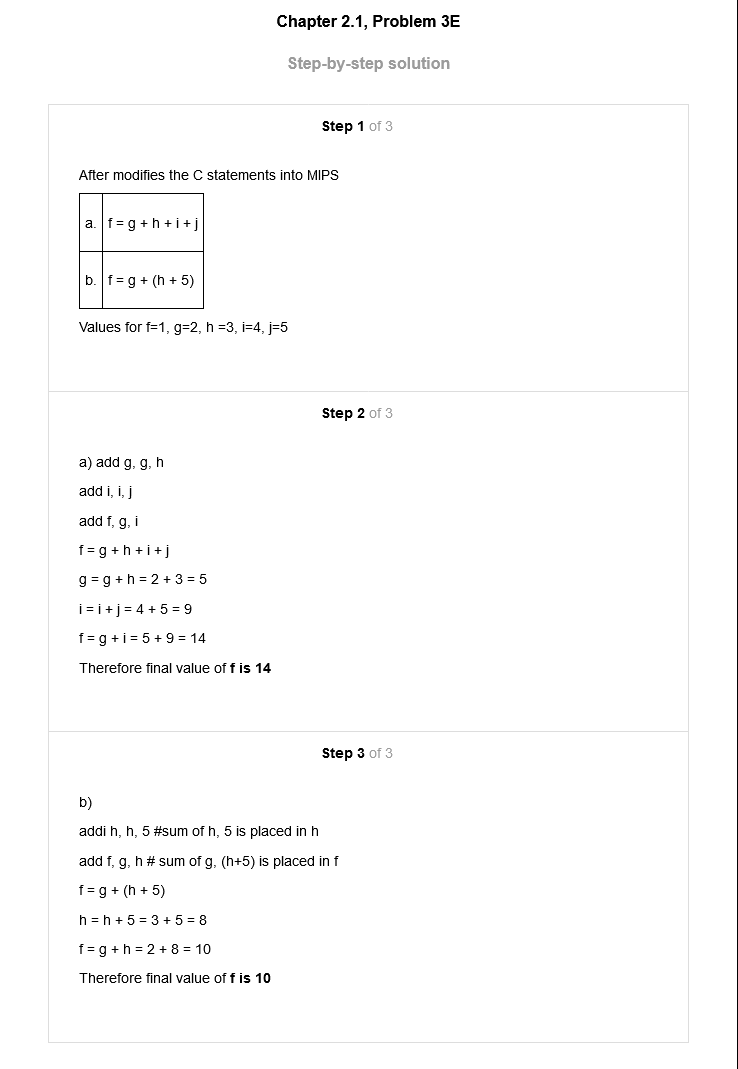 Chapter 2.1, Problem 3E
Step-by-step solution
Step 1 of 3
After modifies the C statements into MIPS
a. f = g + h + i + j
b. f = g + (h + 5)
Values for f=1, g=2, h =3, i=4, j=5
Step 2 of 3
a) add g, g, h
add i, i, j
add f, g, i
f = g + h + i + j
g = g + h = 2 + 3 = 5
i = i + j = 4 + 5 = 9
f = g + i = 5 + 9 = 14
Therefore final value of f is 14
Step 3 of 3
b)
addi h, h, 5 #sum of h, 5 is placed in h
add f, g, h # sum of g, (h+5) is placed in f
f = g + (h + 5)
h = h + 5 = 3 + 5 = 8
f = g + h = 2 + 8 = 10
Therefore final value of f is 10